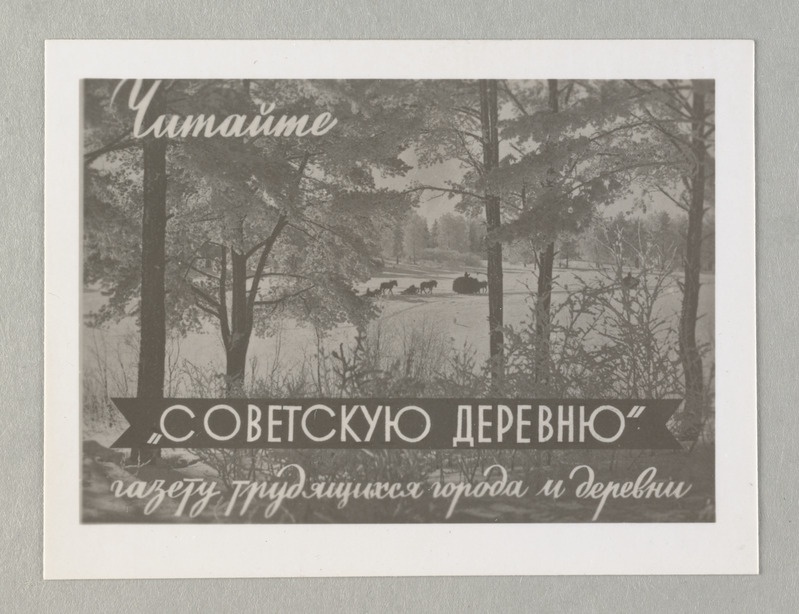 Читайте
„СОВЕТСКУЮ ДЕРЕВНЮ“
газету трудящихся города и деревни